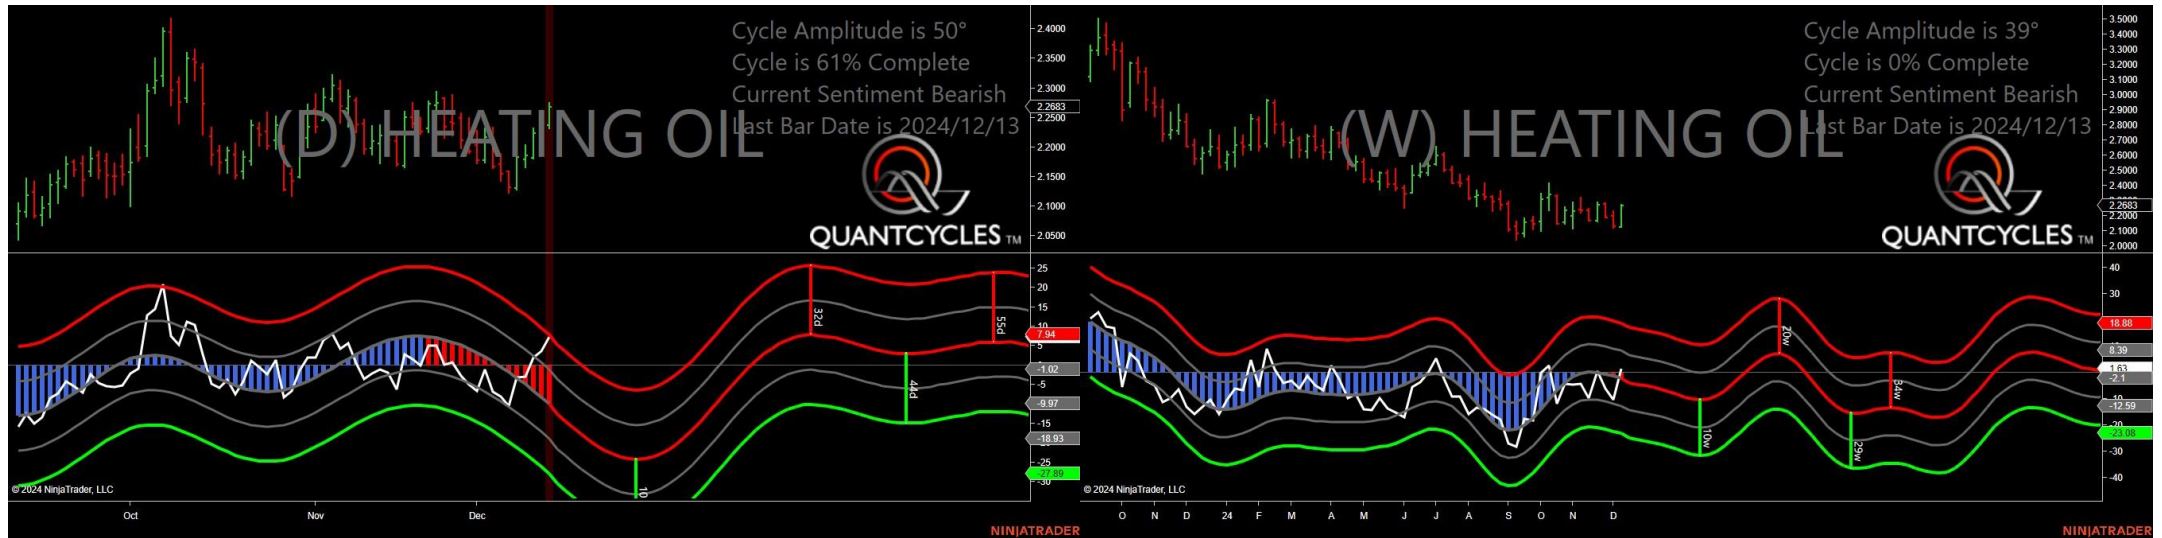 Cycle Amplitude is 50°
Cycle is 61% Complete
Current Sentiment Bearish
Last Bar Date is 2024/12/13
(D) HEATING OIL
QUANTCYCLES TM
2.4000
2.3500
2.3000
2.2683
2.2500
2.2000
2.1500
2.1000
2.0500
25
20
15
10
7.94
5
-1.02
-5
-9.97
-15
-18.93
-25
-27.89
-30
32d
55d
44d
10
© 2024 NinjaTrader, LLC
Oct Nov Dec
NINJATRADER
Cycle Amplitude is 39°
Cycle is 0% Complete
Current Sentiment Bearish
Last Bar Date is 2024/12/13
(W) HEATING OIL
QUANTCYCLES TM
3.5000
3.4000
3.3000
3.2000
3.1000
3.0000
2.9000
2.8000
2.7000
2.6000
2.5000
2.4000
2.2683
2.2000
2.1000
2.0000
40
30
18.88
8.39
1.63
-2.1
-12.59
-20
-23.08
-30
-40
20w
34w
10w
29w
© 2024 NinjaTrader, LLC
O N D 24 F M A M J J A S O N D
NINJATRADER